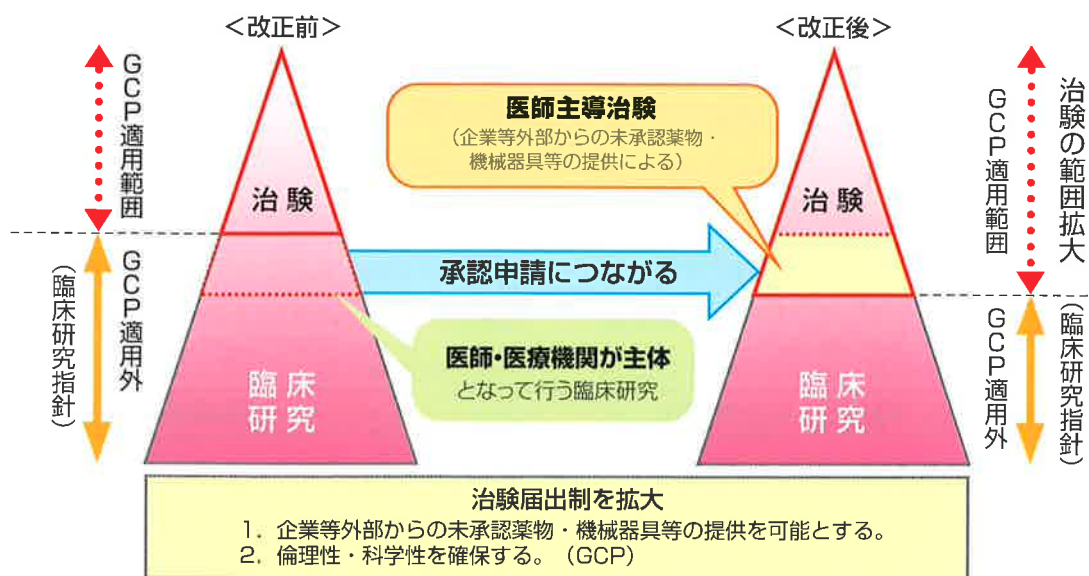 ＜改正前＞
＜改正後＞
GCP適用範囲
GCP適用外
（臨床研究指針）
治験
臨床
研究
医師主導治験
（企業等外部からの未承認薬物・
機械器具等の提供による）
承認申請につながる
医師・医療機関が主体
となって行う臨床研究
治験
臨床
研究
GCP適用範囲
治験の範囲拡大
GCP適用外
（臨床研究指針）
治験届出制を拡大
1. 企業等外部からの未承認薬物・機械器具等の提供を可能とする。
2. 倫理性・科学性を確保する。（GCP）